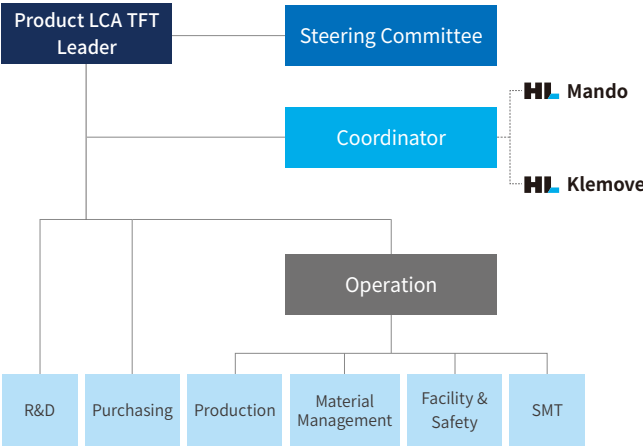 Product LCA TFT
Leader
Steering Committee
HL Mando
Coordinator
HL Klemove
Operation
R&D
Purchasing
Production
Material
Management
Facility &
Safety
SMT